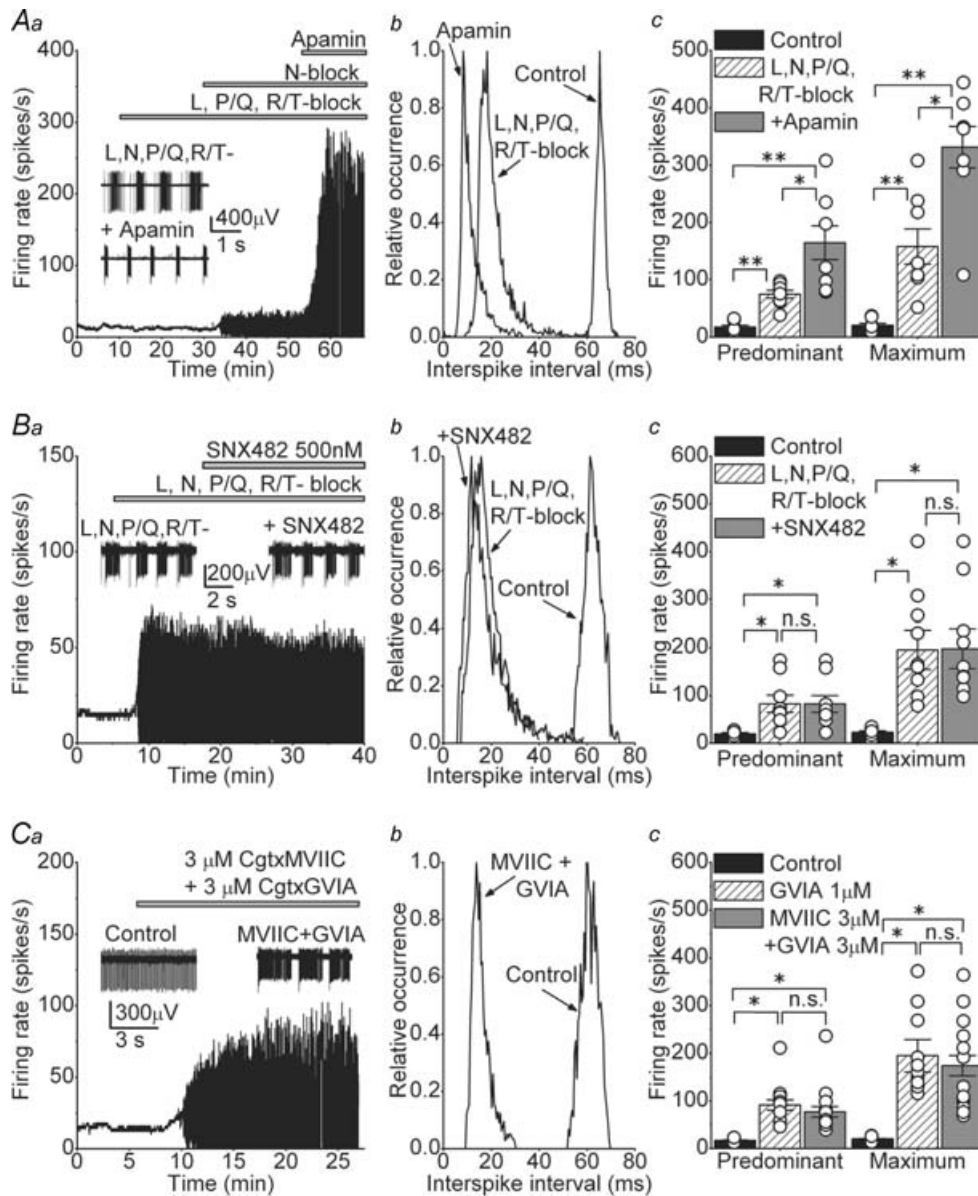 Aa
Apamin
N-block
L, P/Q, R/T-block
L,N,P/Q,R/T-
400µV
1 s
+ Apamin
Firing rate (spikes/s)
400
300
200
100
0
0 10 20 30 40 50 60 70
Time (min)
b
Apamin
Control
L,N,P/Q,
R/T-block
Relative occurrence
1.0
0.8
0.6
0.4
0.2
0
0 20 40 60 80
Interspike interval (ms)
c
Control
L,N,P/Q,
R/T-block
+Apamin
** ** * ** ** *
Firing rate (spikes/s)
500
400
300
200
100
0
Predominant Maximum
Ba
SNX482 500nM
L, N, P/Q, R/T- block
L,N,P/Q,R/T-
+ SNX482
200µV
2 s
Firing rate (spikes/s)
150
100
50
0
0 10 20 30 40
Time (min)
b
+SNX482
L,N,P/Q,
R/T-block
Control
Relative occurrence
1.0
0.8
0.6
0.4
0.2
0
0 20 40 60 80
Interspike interval (ms)
c
Control
L,N,P/Q,
R/T-block
+SNX482
* * n.s. * * n.s.
Firing rate (spikes/s)
600
500
400
300
200
100
0
Predominant Maximum
Ca
3 µM CgtxMVIIC
+ 3 µM CgtxGVIA
Control
MVIIC+GVIA
300µV
3 s
Firing rate (spikes/s)
200
150
100
50
0
0 5 10 15 20 25
Time (min)
b
MVIIC +
GVIA
Control
Relative occurrence
1.0
0.8
0.6
0.4
0.2
0
0 20 40 60 80
Interspike interval (ms)
c
Control
GVIA 1µM
MVIIC 3µM
+GVIA 3µM
* * n.s. * * n.s.
Firing rate (spikes/s)
600
500
400
300
200
100
0
Predominant Maximum